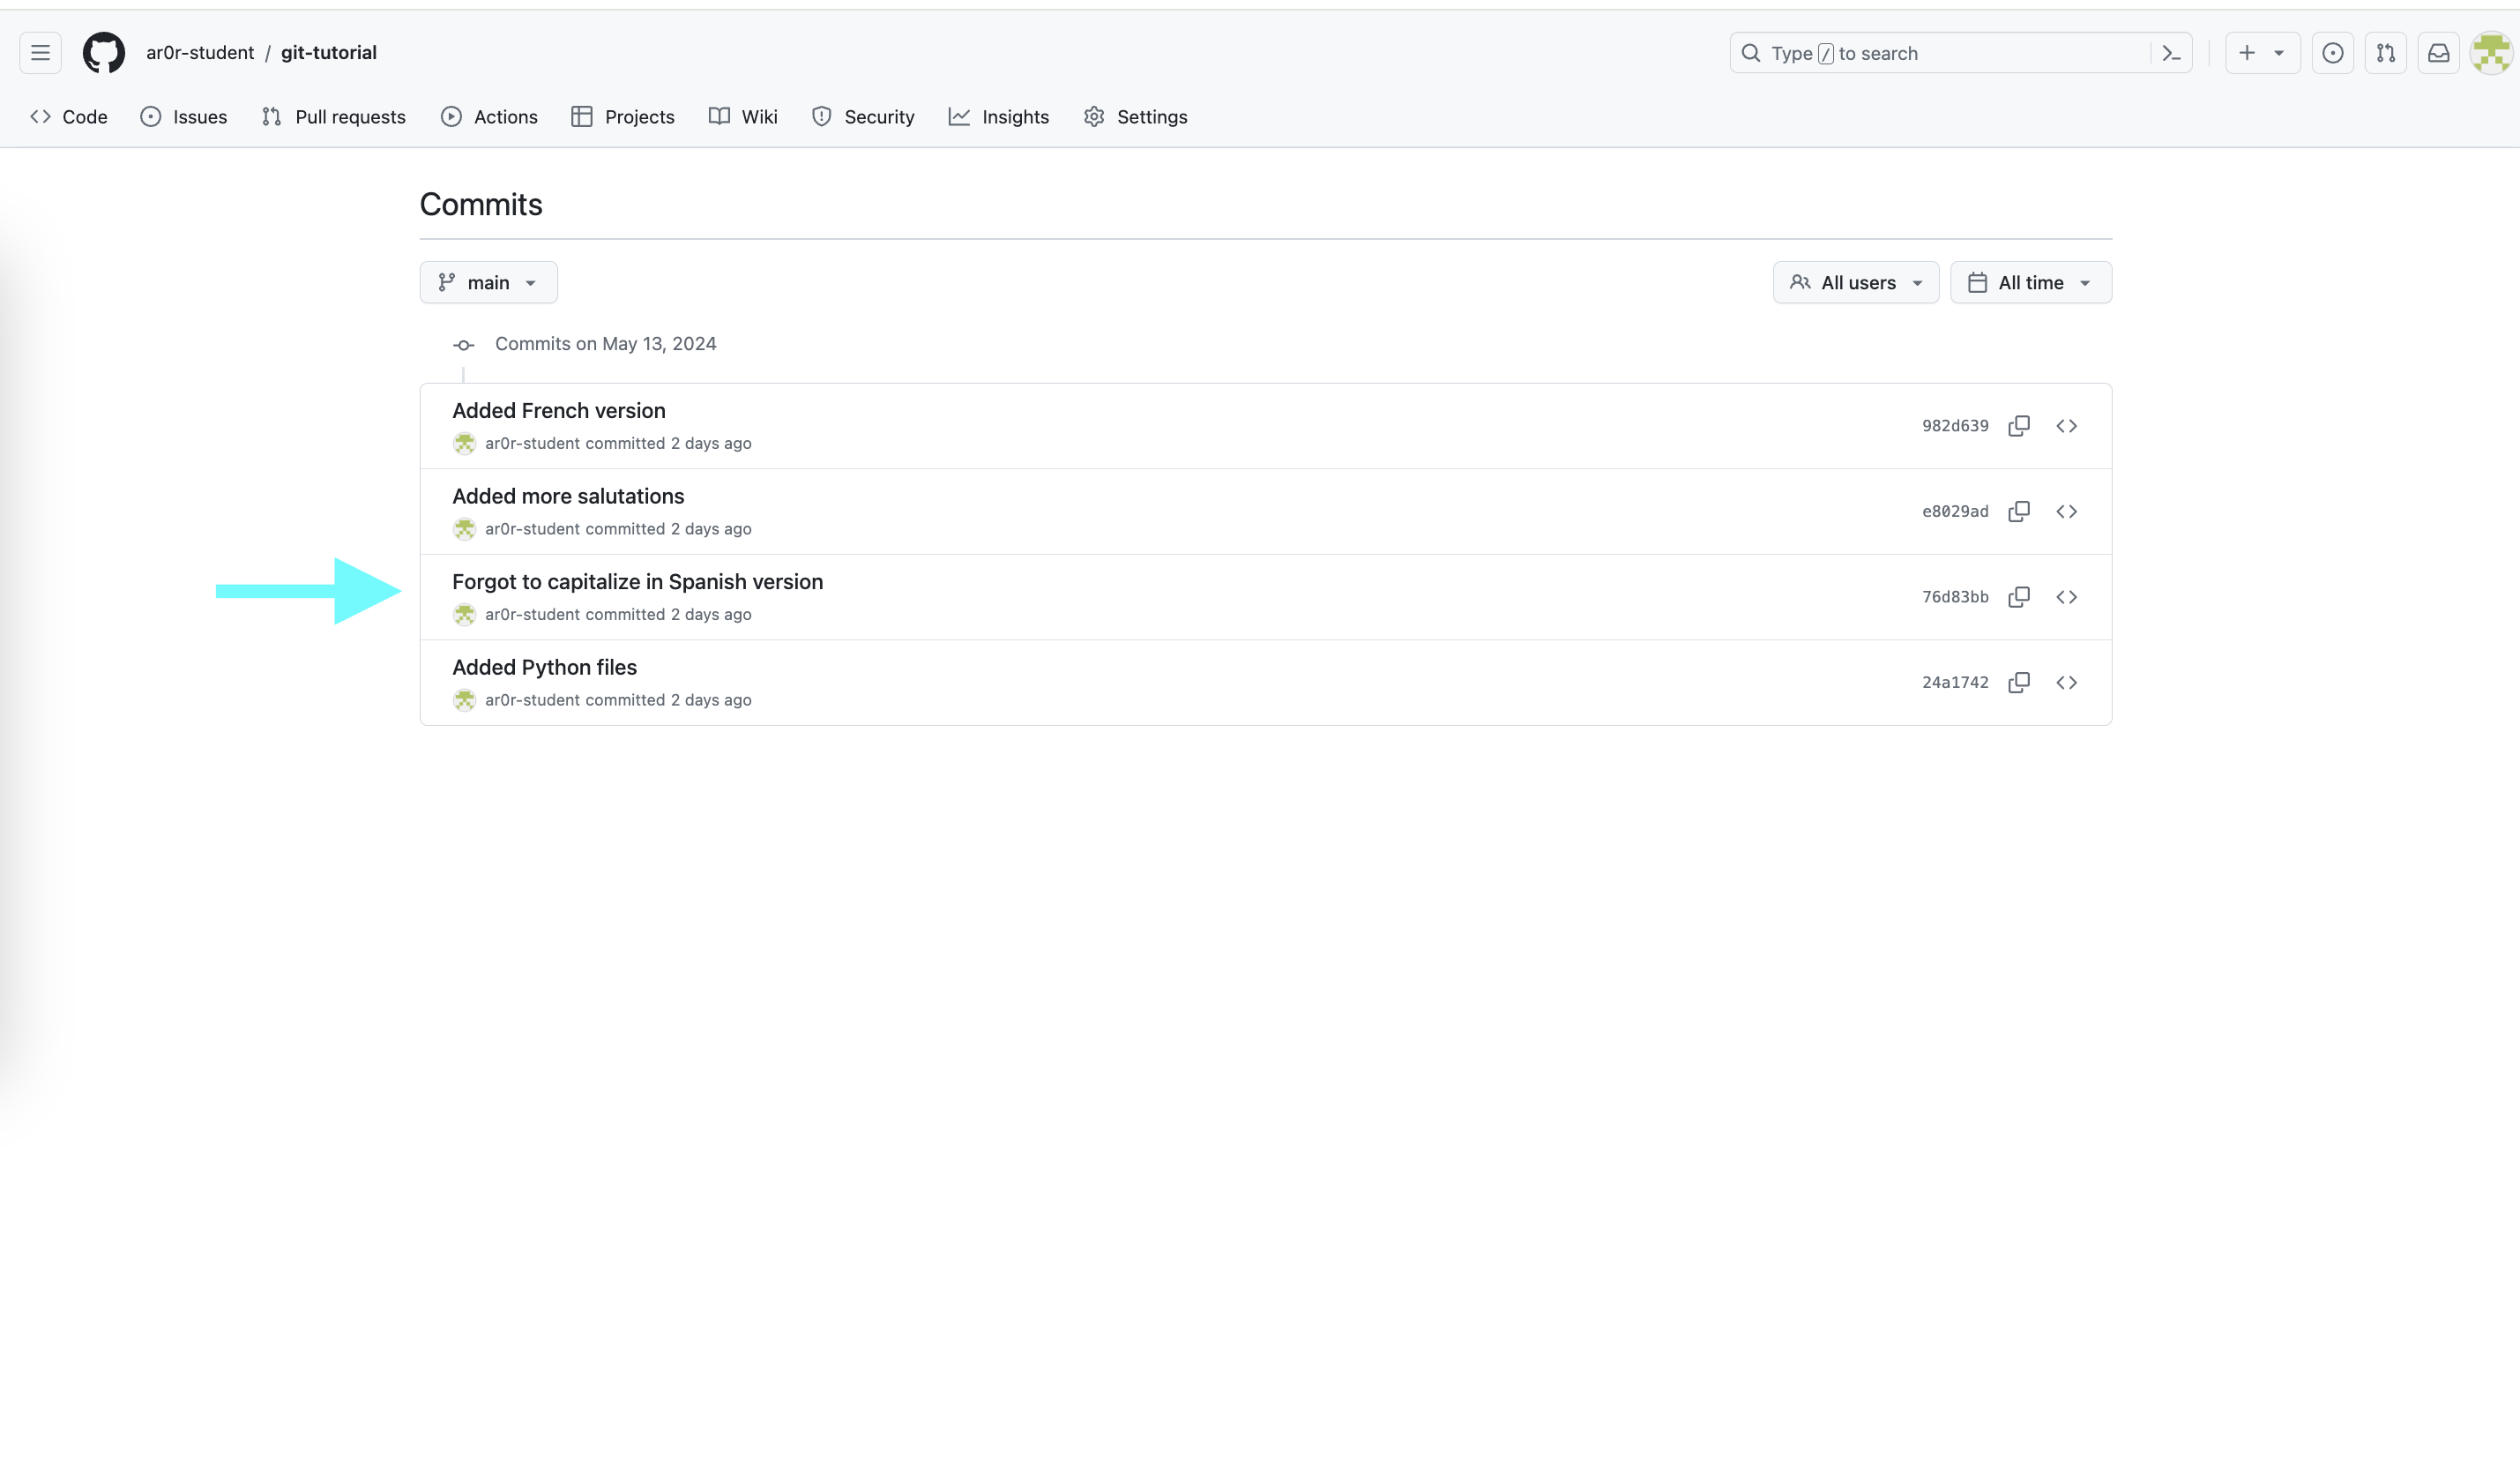 ar0r-student / git-tutorial
Type / to search
Code Issues Pull requests Actions Projects Wiki Security Insights Settings
Commits
main All users All time
Commits on May 13, 2024
Added French version
ar0r-student committed 2 days ago
982d639
Added more salutations
ar0r-student committed 2 days ago
e8029ad
Forgot to capitalize in Spanish version
ar0r-student committed 2 days ago
76d83bb
Added Python files
ar0r-student committed 2 days ago
24a1742